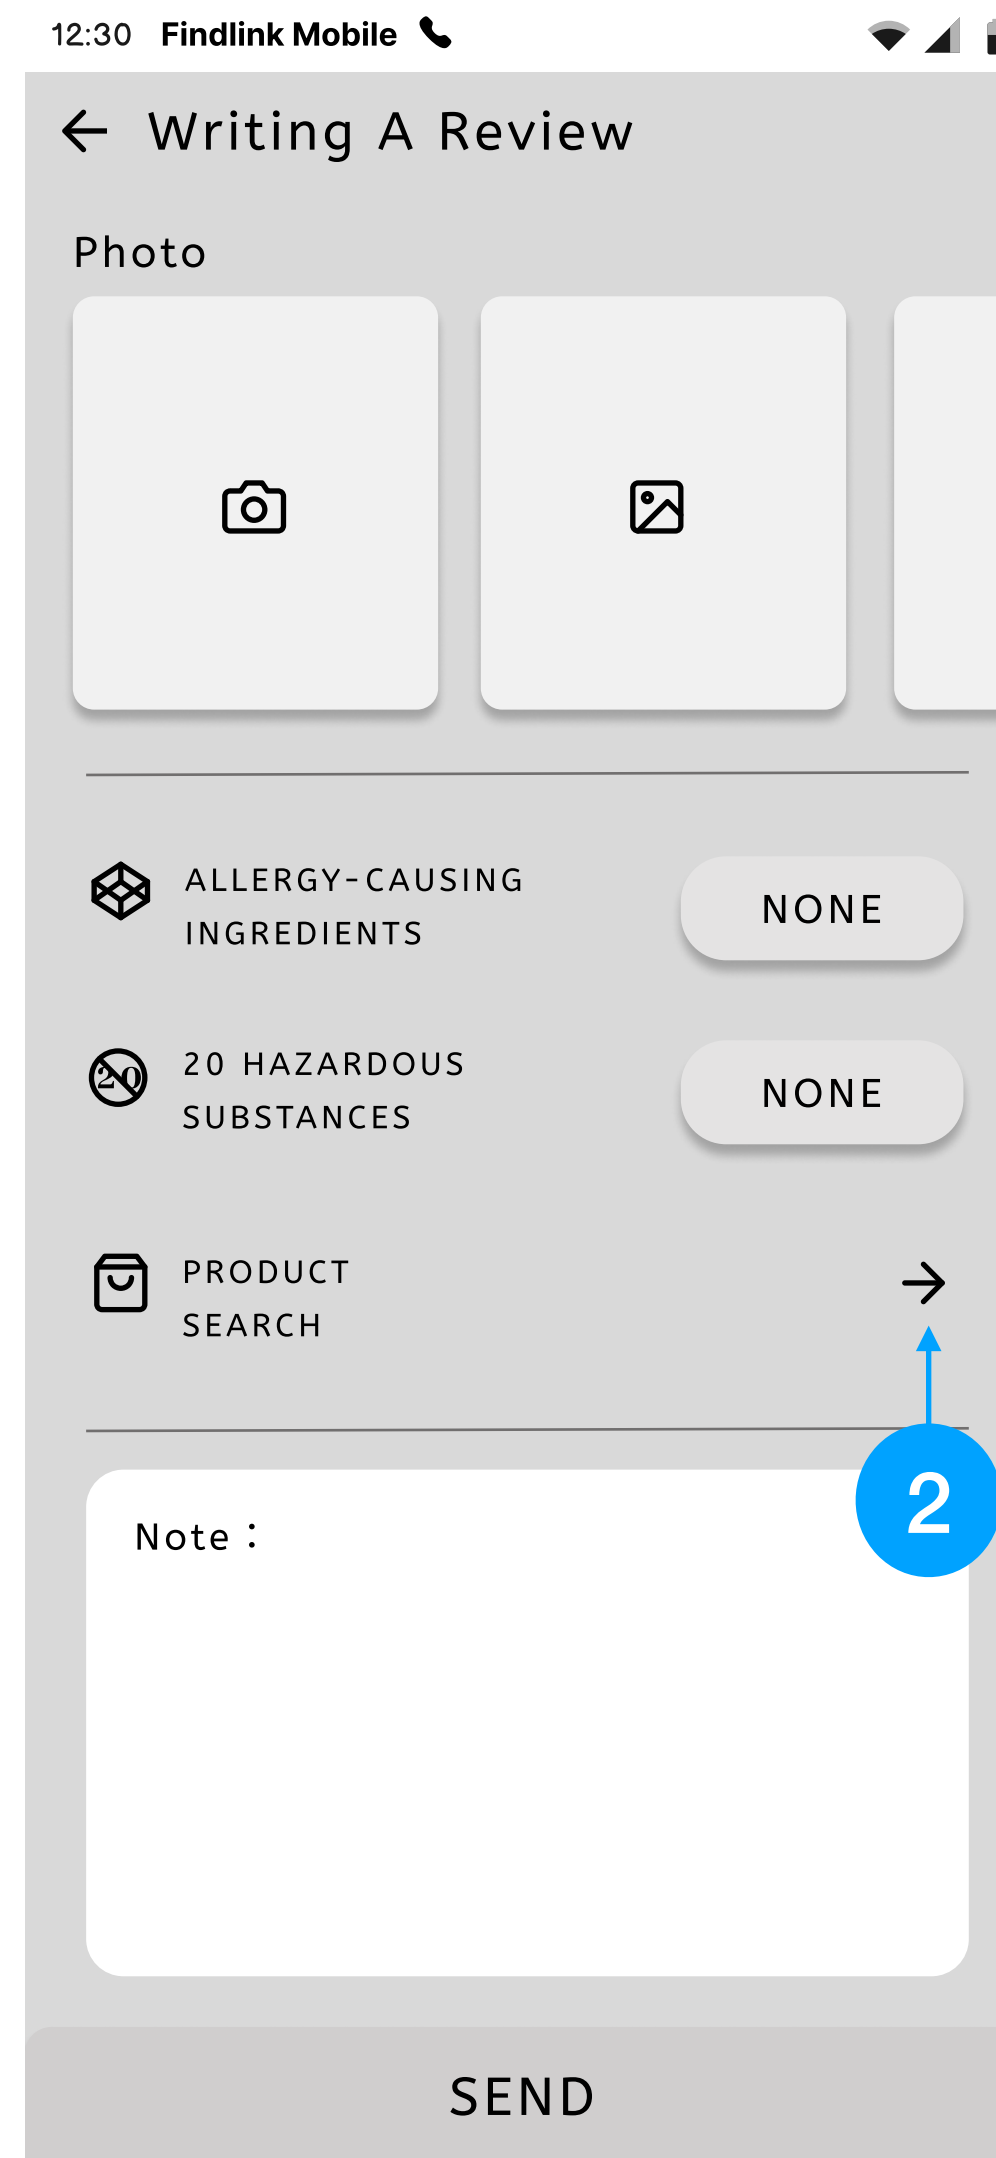 12:30 Findlink Mobile
Writing A Review
Photo
ALLERGY-CAUSING
INGREDIENTS
NONE
20
20 HAZARDOUS
SUBSTANCES
NONE
PRODUCT
SEARCH
2
Note :
SEND